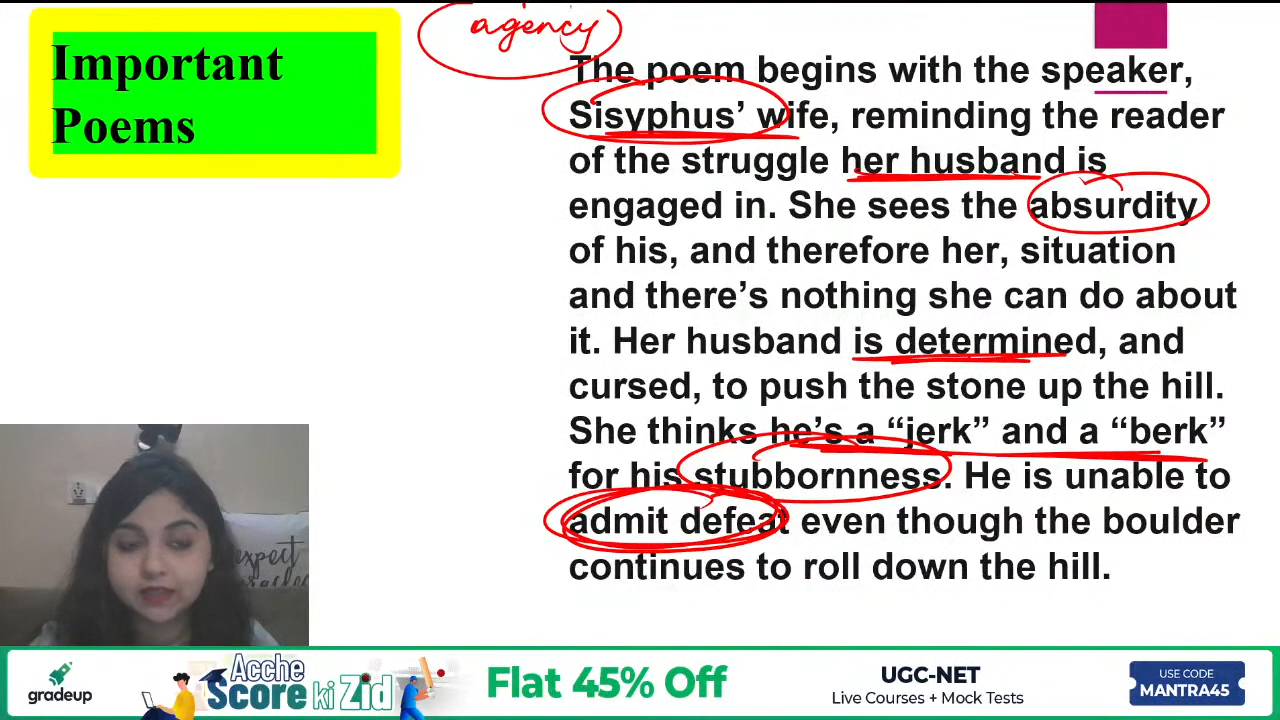 Important
Poems
agency
The poem begins with the speaker,
Sisyphus’ wife, reminding the reader
of the struggle her husband is
engaged in. She sees the absurdity
of his, and therefore her, situation
and there’s nothing she can do about
it. Her husband is determined, and
cursed, to push the stone up the hill.
She thinks he’s a “jerk” and a “berk”
for his stubbornness. He is unable to
admit defeat even though the boulder
continues to roll down the hill.
expect
miracles
gradeup
Acche
Score ki Zid
Flat 45% Off
UGC-NET
Live Courses + Mock Tests
USE CODE
MANTRA45